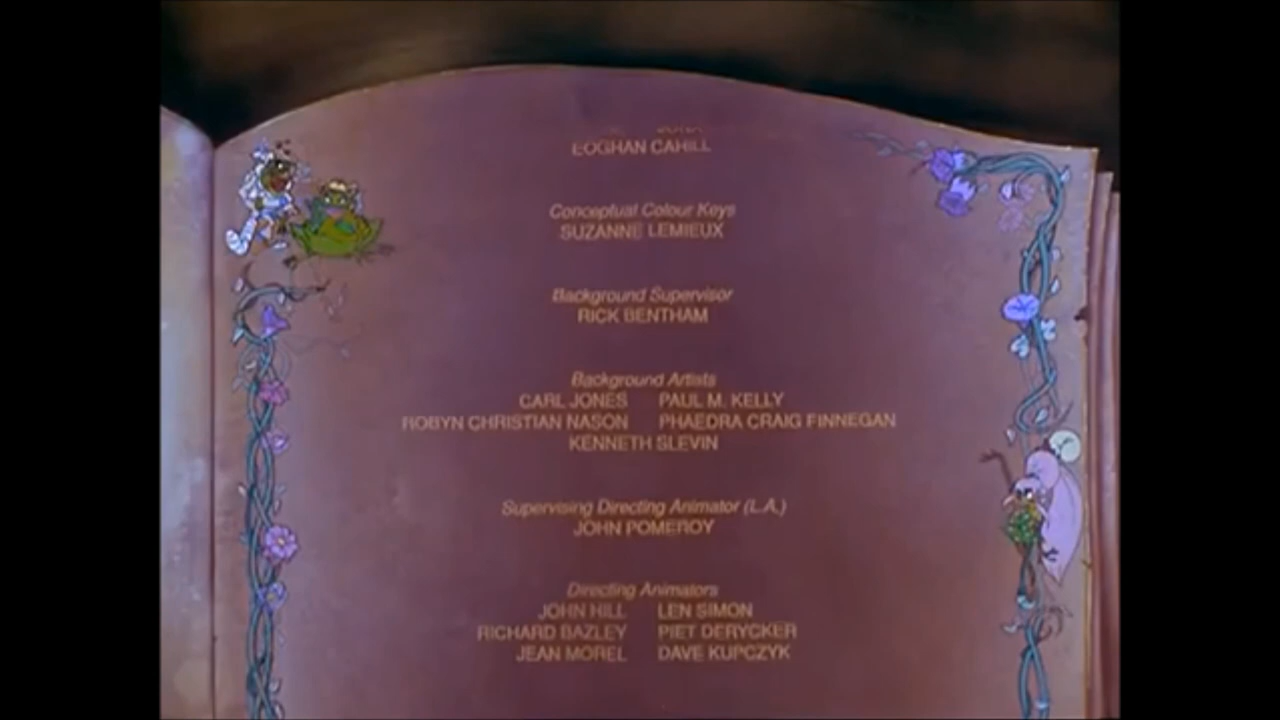 EOGHAN CAHILL
Conceptual Colour Keys
SUZANNE LEMIEUX
Background Supervisor
RICK BENTHAM
Background Artists
CARL JONES PAUL M. KELLY
ROBYN CHRISTIAN NASON PHAEDRA CRAIG FINNEGAN
KENNETH SLEVIN
Supervising Directing Animator (L.A.)
JOHN POMEROY
Directing Animators
JOHN HILL LEN SIMON
RICHARD BAZLEY PIET DERYCKER
JEAN MOREL DAVE KUPCZYK